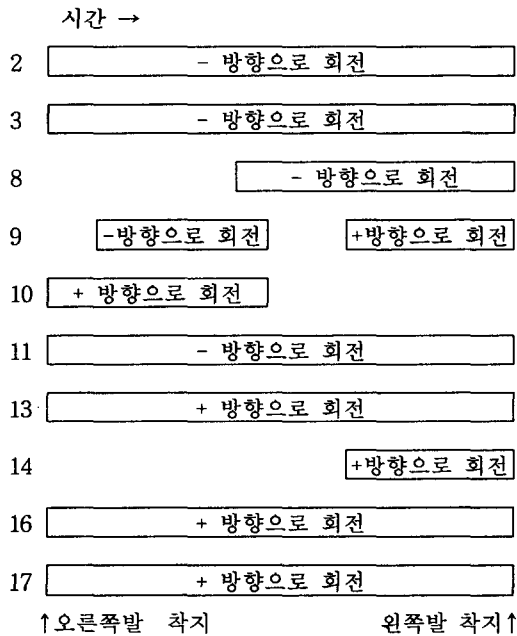 시간 →
2 - 방향으로 회전
3 - 방향으로 회전
8 - 방향으로 회전
9 -방향으로 회전 +방향으로 회전
10 + 방향으로 회전
11 - 방향으로 회전
13 + 방향으로 회전
14 +방향으로 회전
16 + 방향으로 회전
17 + 방향으로 회전
↑오른쪽발 착지 왼쪽발 착지↑